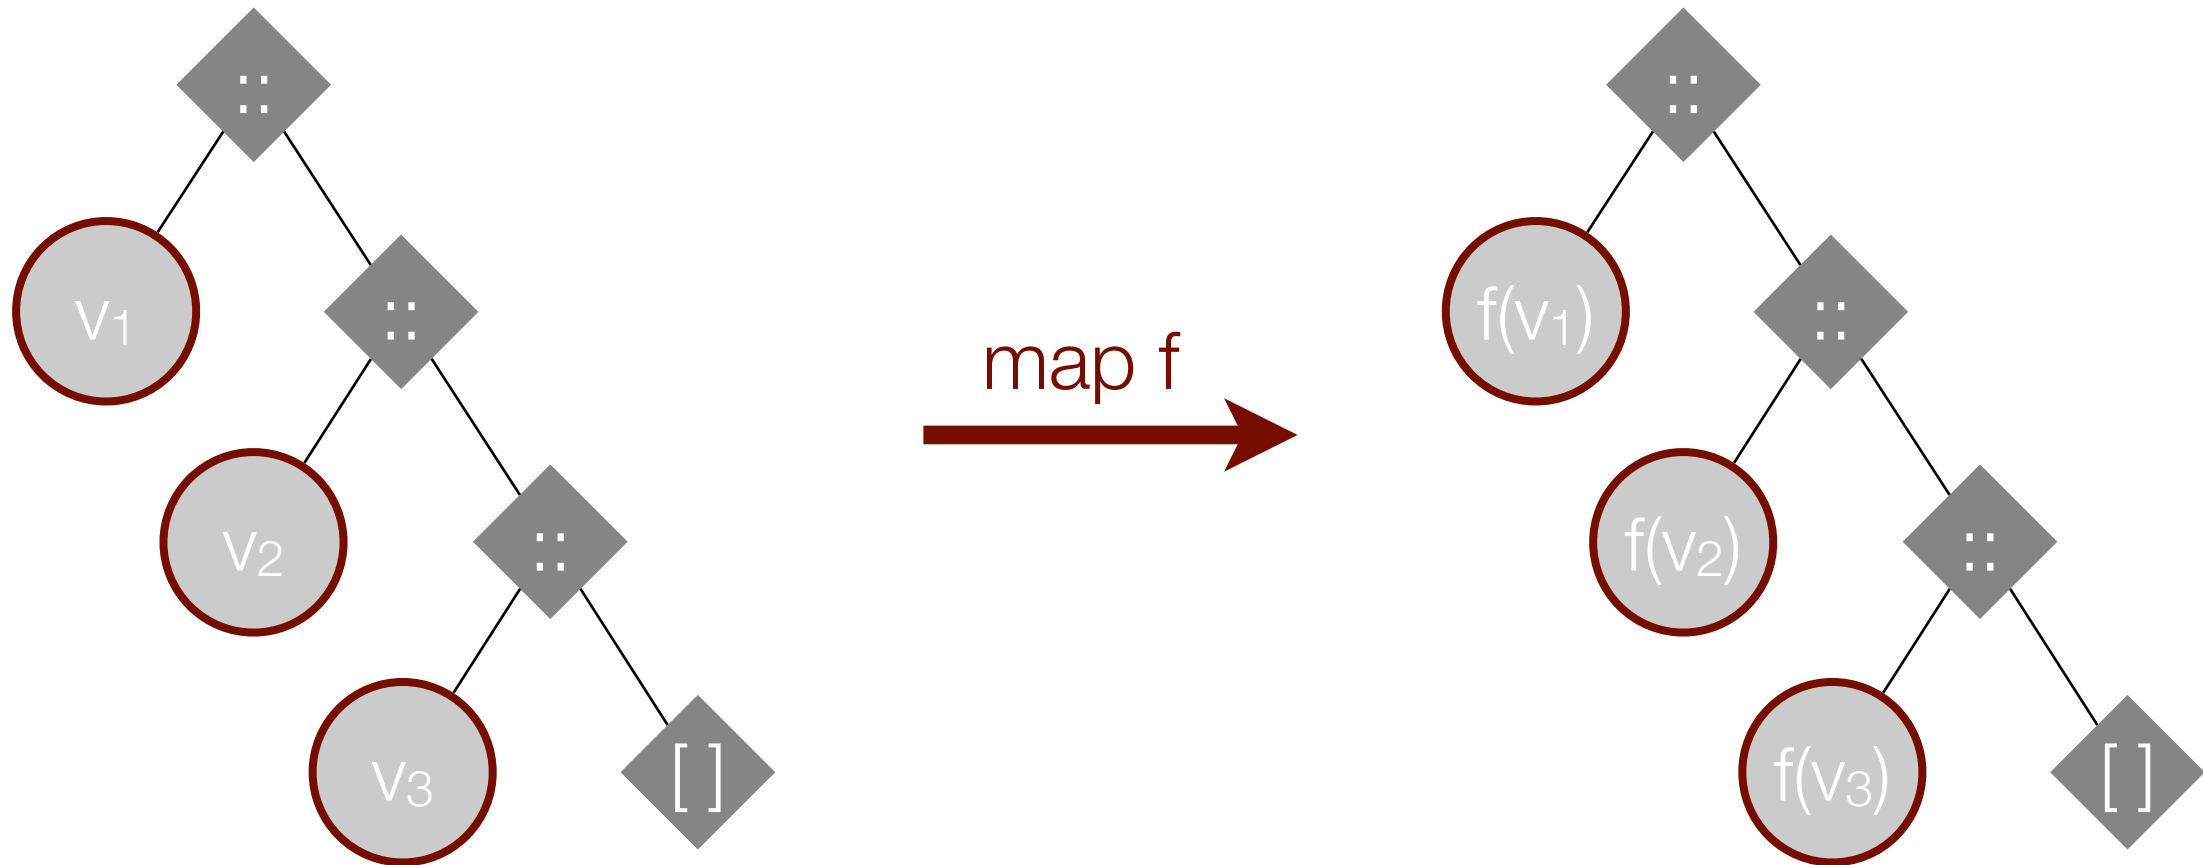 ::
v₁
::
v₂
::
v₃
[ ]
map f
::
f(v₁)
::
f(v₂)
::
f(v₃)
[ ]